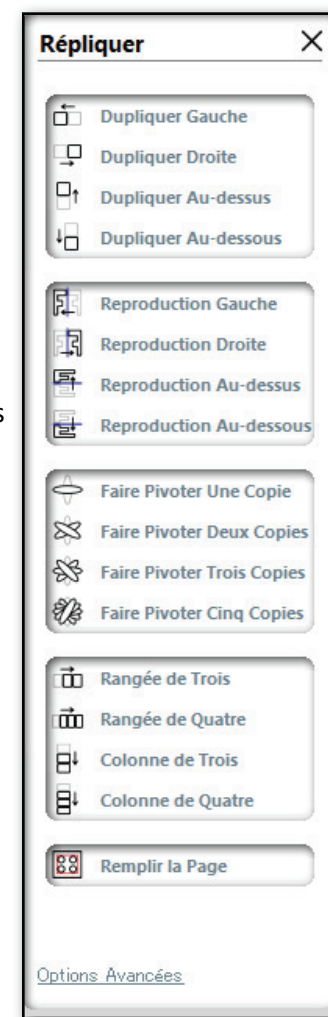 Répliquer
Dupliquer Gauche
Dupliquer Droite
Dupliquer Au-dessus
Dupliquer Au-dessous
Reproduction Gauche
Reproduction Droite
Reproduction Au-dessus
Reproduction Au-dessous
s
Faire Pivoter Une Copie
Faire Pivoter Deux Copies
Faire Pivoter Trois Copies
Faire Pivoter Cinq Copies
Rangée de Trois
Rangée de Quatre
Colonne de Trois
Colonne de Quatre
Remplir la Page
Options Avancées